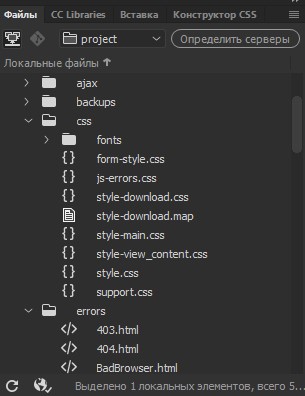 Файлы CC Libraries Вставка Конструктор CSS
project Определить серверы
Локальные файлы
ajax
backups
css
fonts
form-style.css
js-errors.css
style-download.css
style-download.map
style-main.css
style-view_content.css
style.css
support.css
errors
403.html
404.html
BadBrowser.html
Выделено 1 локальных элементов, всего 5...